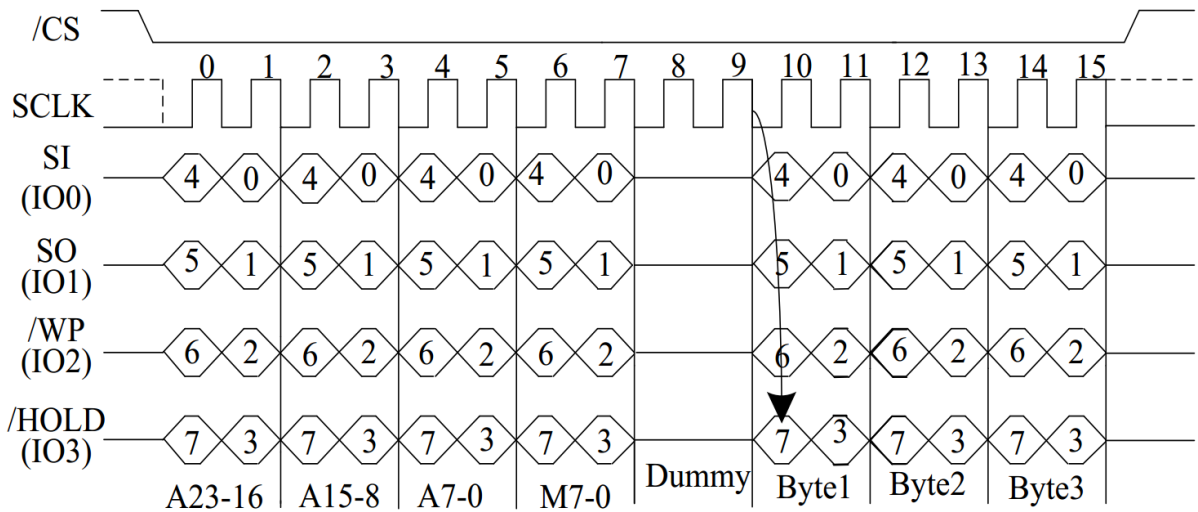 /CS
0 1 2 3 4 5 6 7 8 9 10 11 12 13 14 15
SCLK
SI
(IO0)
4 0 4 0 4 0 4 0 4 0 4 0 4 0
SO
(IO1)
5 1 5 1 5 1 5 1 5 1 5 1 5 1
/WP
(IO2)
6 2 6 2 6 2 6 2 6 2 6 2 6 2
/HOLD
(IO3)
7 3 7 3 7 3 7 3 7 3 7 3 7 3
A23-16 A15-8 A7-0 M7-0 Dummy Byte1 Byte2 Byte3